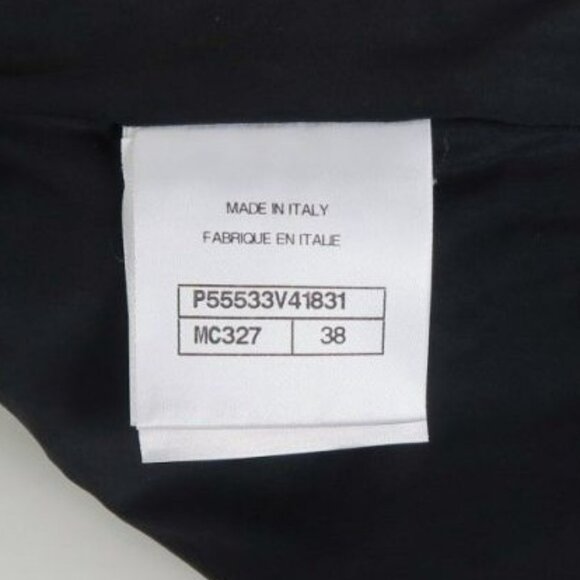 MADE IN ITALY
FABRIQUE EN ITALIE
P55533V41831
MC327 38